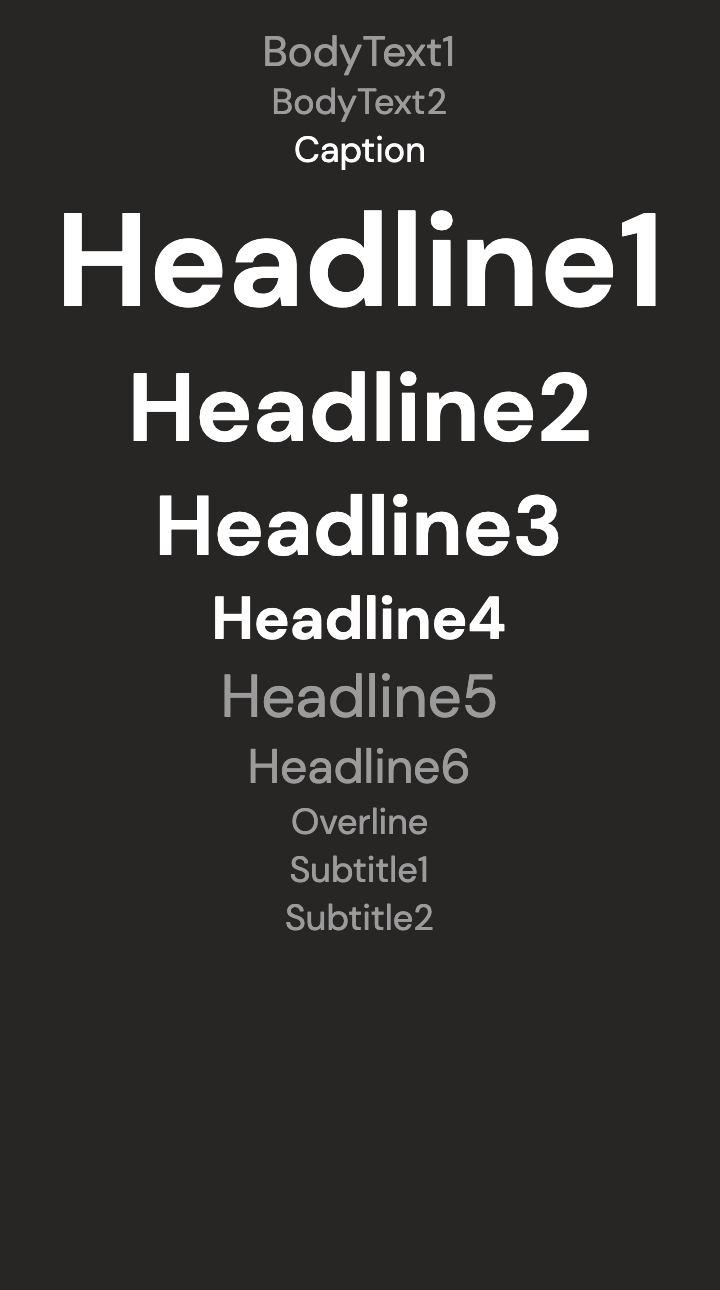 BodyText1
BodyText2
Caption
Headline1
Headline2
Headline3
Headline4
Headline5
Headline6
Overline
Subtitle1
Subtitle2